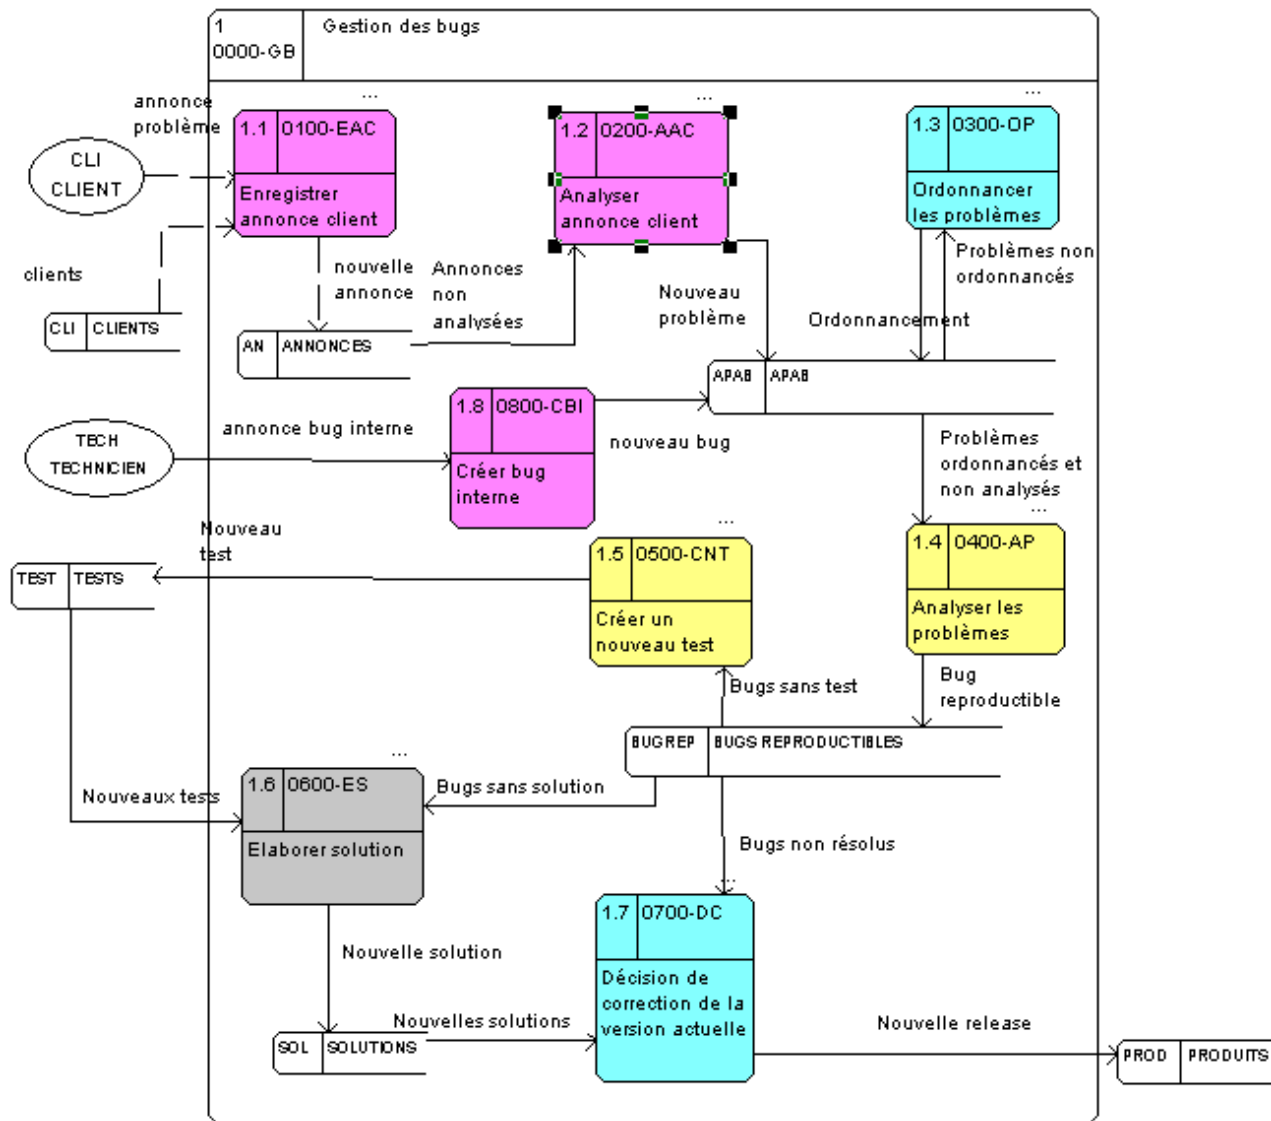 1
0000-GB
Gestion des bugs
...
...
...
annonce
problème
1.1 0100-EAC
Enregistrer
annonce client
1.2 0200-AAC
Analyser
annonce client
1.3 0300-OP
Ordonnancer
les problèmes
CLI
CLIENT
clients
nouvelle
annonce
Annonces
non
analysées
Nouveau
problème
Problèmes non
ordonnancés
Ordonnancement
CLI CLIENTS
AN ANNONCES
APAB APAB
1.8 0800-CBI
Créer bug
interne
annonce bug interne
nouveau bug
TECH
TECHNICIEN
Problèmes
ordonnancés et
non analysés
...
...
Nouveau
test
1.5 0500-CNT
Créer un
nouveau test
1.4 0400-AP
Analyser les
problèmes
TEST TESTS
Bugs sans test
Bug
reproductible
BUGREP BUGS REPRODUCTIBLES
...
1.6 0600-ES
Elaborer solution
Nouveaux tests
Bugs sans solution
Bugs non résolus
...
1.7 0700-DC
Décision de
correction de la
version actuelle
Nouvelle solution
Nouvelles solutions
Nouvelle release
SOL SOLUTIONS
PROD PRODUITS